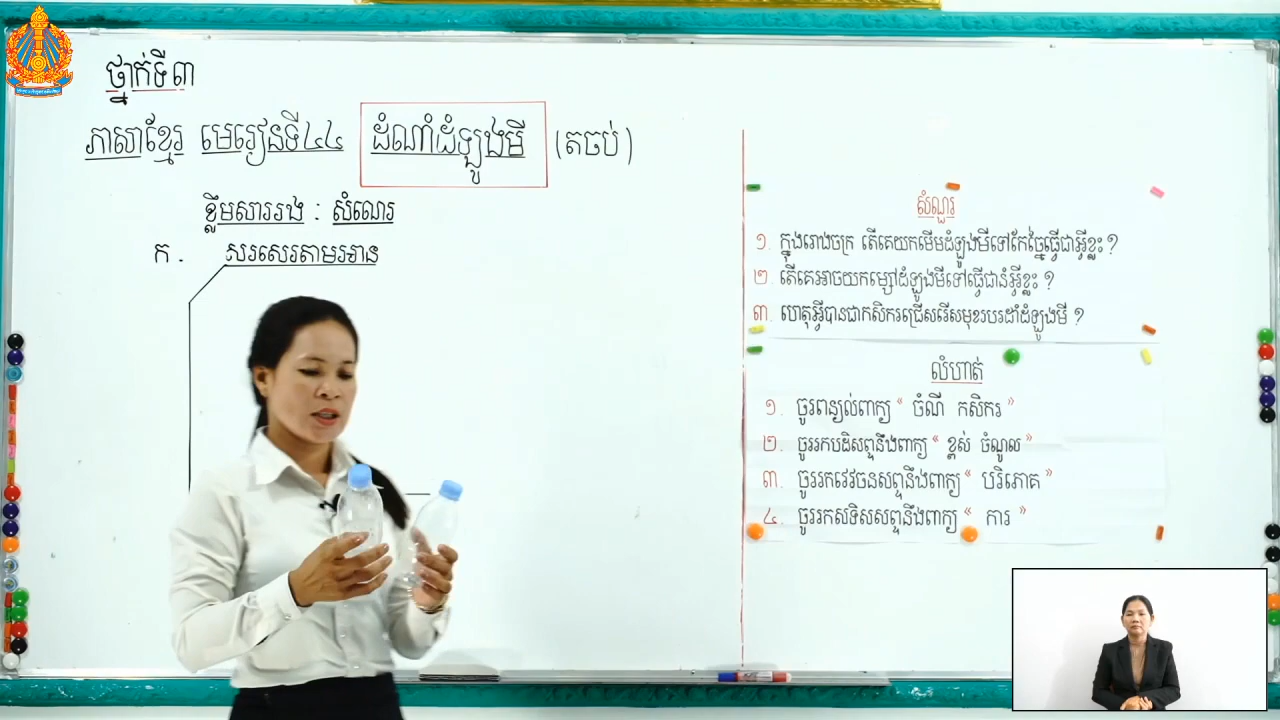 ថ្នាក់ទី៣
ភាសាខ្មែរ មេរៀនទី៤៤ ដំណាំដំឡូងមី (តចប់)
ខ្លឹមសាររង : សំណេរ
ក. សរសេរតាមអាន
សំណួរ
១. ក្នុងរោងចក្រ តើគេយកមើមដំឡូងមីទៅកែច្នៃធ្វើជាអ្វីខ្លះ?
២. តើគេអាចយកម្សៅដំឡូងមីទៅធ្វើជានំអ្វីខ្លះ?
៣. ហេតុអ្វីបានជាកសិករជ្រើសរើសមុខរបរដាំដំឡូងមី?
លំហាត់
១. ចូរពន្យល់ពាក្យ “ ចំណី កសិករ ”
២. ចូររកបដិសព្ទនឹងពាក្យ “ ខ្ពស់ ចំណូល ”
៣. ចូររកវេវចនសព្ទនឹងពាក្យ “ បរិភោគ ”
៤. ចូររកសទិសសព្ទនឹងពាក្យ “ ការ ”